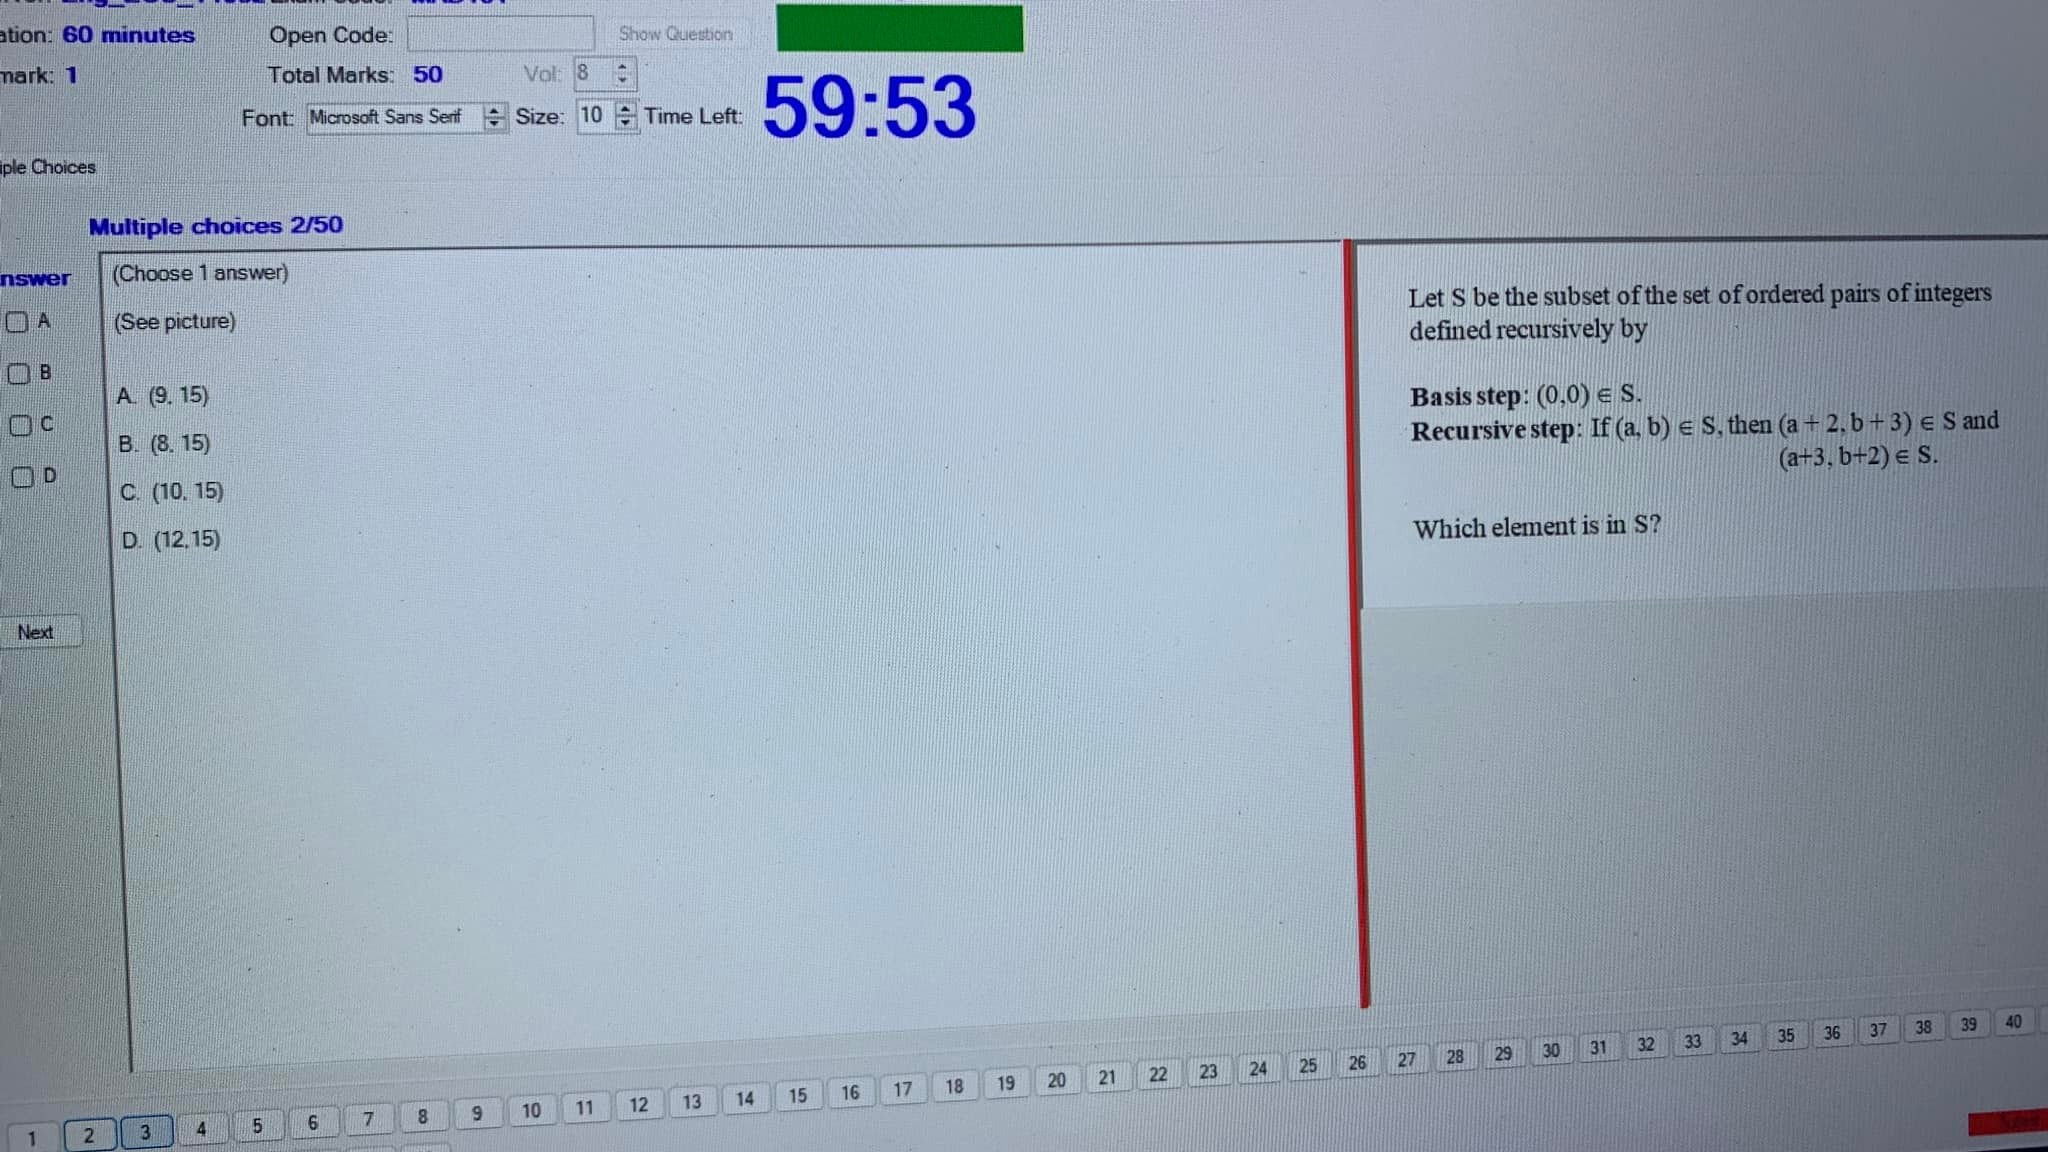 ation: 60 minutes Open Code: Show Question
mark: 1 Total Marks: 50 Vol: 8
Font: Microsoft Sans Serif Size: 10 Time Left: 59:53
iple Choices
Multiple choices 2/50
nswer
A
B
C
D
Next
(Choose 1 answer)
(See picture)
A. (9, 15)
B. (8, 15)
C. (10, 15)
D. (12,15)
Let S be the subset of the set of ordered pairs of integers
defined recursively by
Basis step: (0,0) ∈ S.
Recursive step: If (a, b) ∈ S, then (a + 2, b + 3) ∈ S and
(a+3, b+2) ∈ S.
Which element is in S?
1 2 3 4 5 6 7 8 9 10 11 12 13 14 15 16 17 18 19 20 21 22 23 24 25 26 27 28 29 30 31 32 33 34 35 36 37 38 39 40